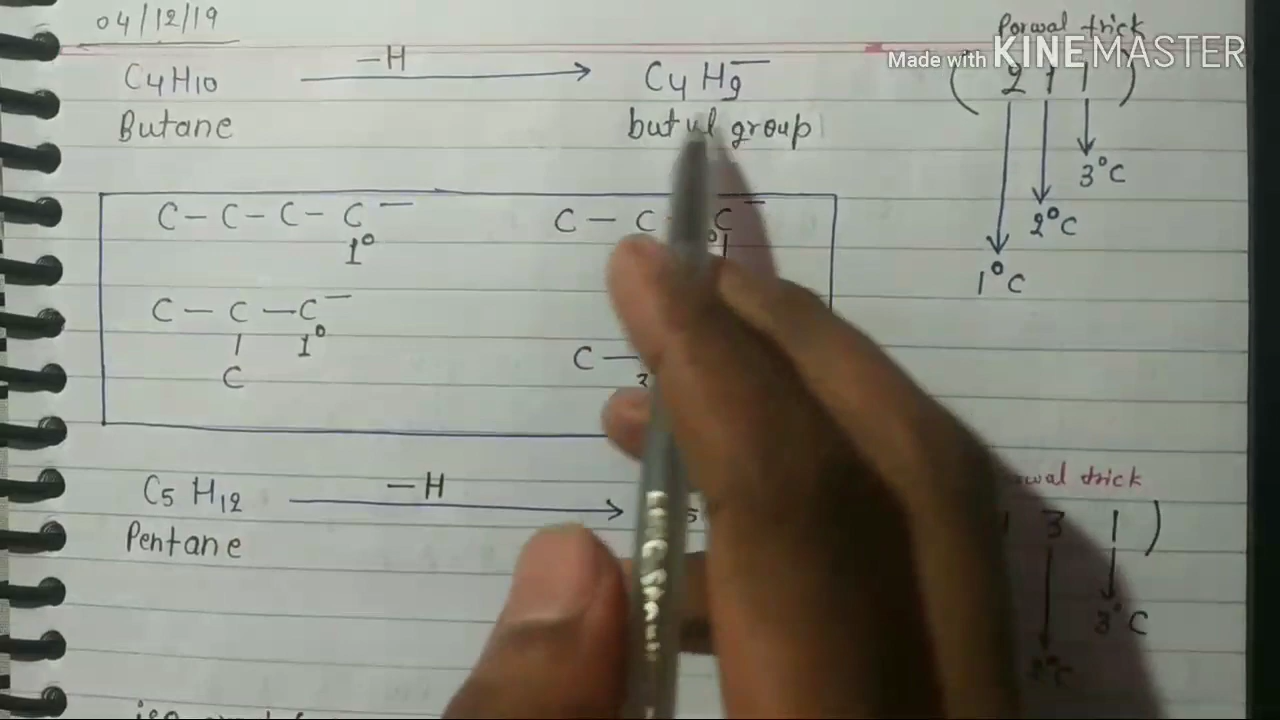 04/12/19
Porwal trick
Made with KINEMASTER
C4H10 —H C4H9—
( 2 1 1 )
Butane butyl group
3°C
2°C
1°C
C — C — C — C—
1°
C — C C—
C — C — C—
1°
C
C —
C5H12 —H
trick
Pentane
3 1 )
3°C